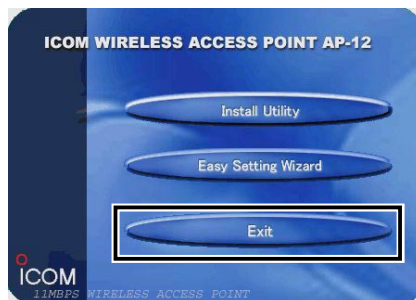 ICOM WIRELESS ACCESS POINT AP-12
Install Utility
Easy Setting Wizard
Exit
ICOM
11MBPS WIRELESS ACCESS POINT